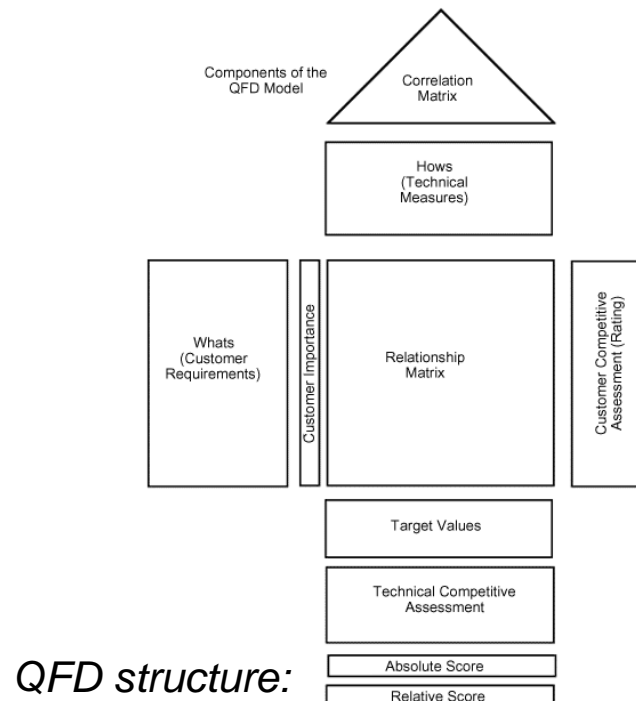 Components of the
QFD Model
Correlation
Matrix
Hows
(Technical
Measures)
Whats
(Customer
Requirements)
Customer Importance
Relationship
Matrix
Customer Competitive
Assessment (Rating)
Target Values
Technical Competitive
Assessment
QFD structure:
Absolute Score
Relative Score